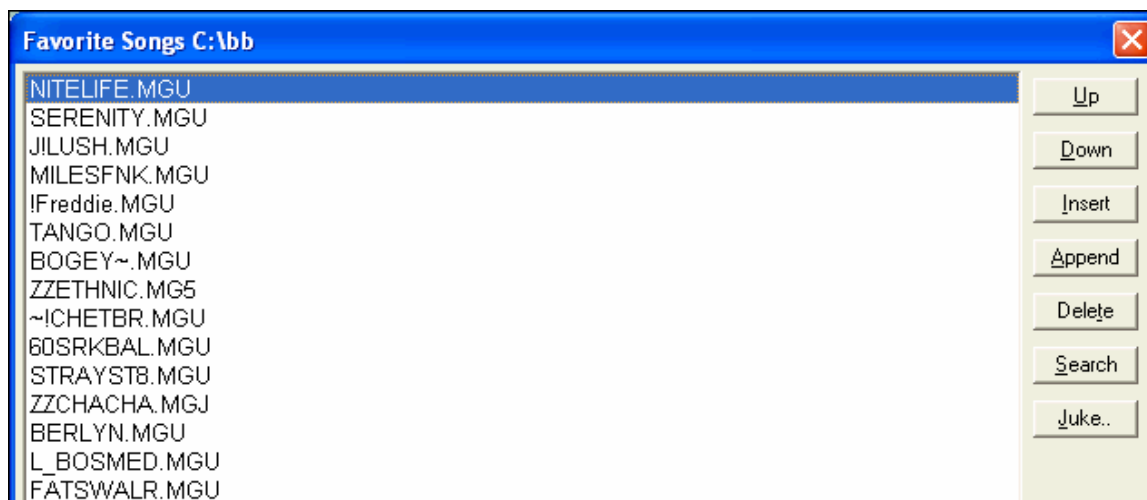 Favorite Songs C:\bb
NITELIFE.MGU
SERENITY.MGU
J!LUSH.MGU
MILESFNK.MGU
!Freddie.MGU
TANGO.MGU
BOGEY~.MGU
ZZETHNIC.MG5
~!CHETBR.MGU
60SRKBAL.MGU
STRAYST8.MGU
ZZCHACHA.MGJ
BERLYN.MGU
L_BOSMED.MGU
FATSWALR.MGU
Up
Down
Insert
Append
Delete
Search
Juke..